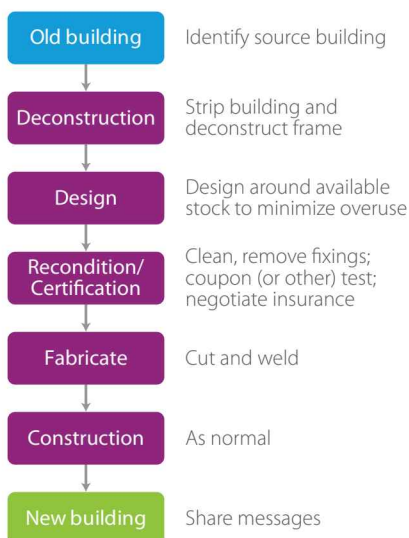 Old building
Identify source building
Deconstruction
Strip building and
deconstruct frame
Design
Design around available
stock to minimize overuse
Recondition/
Certification
Clean, remove fixings;
coupon (or other) test;
negotiate insurance
Fabricate
Cut and weld
Construction
As normal
New building
Share messages